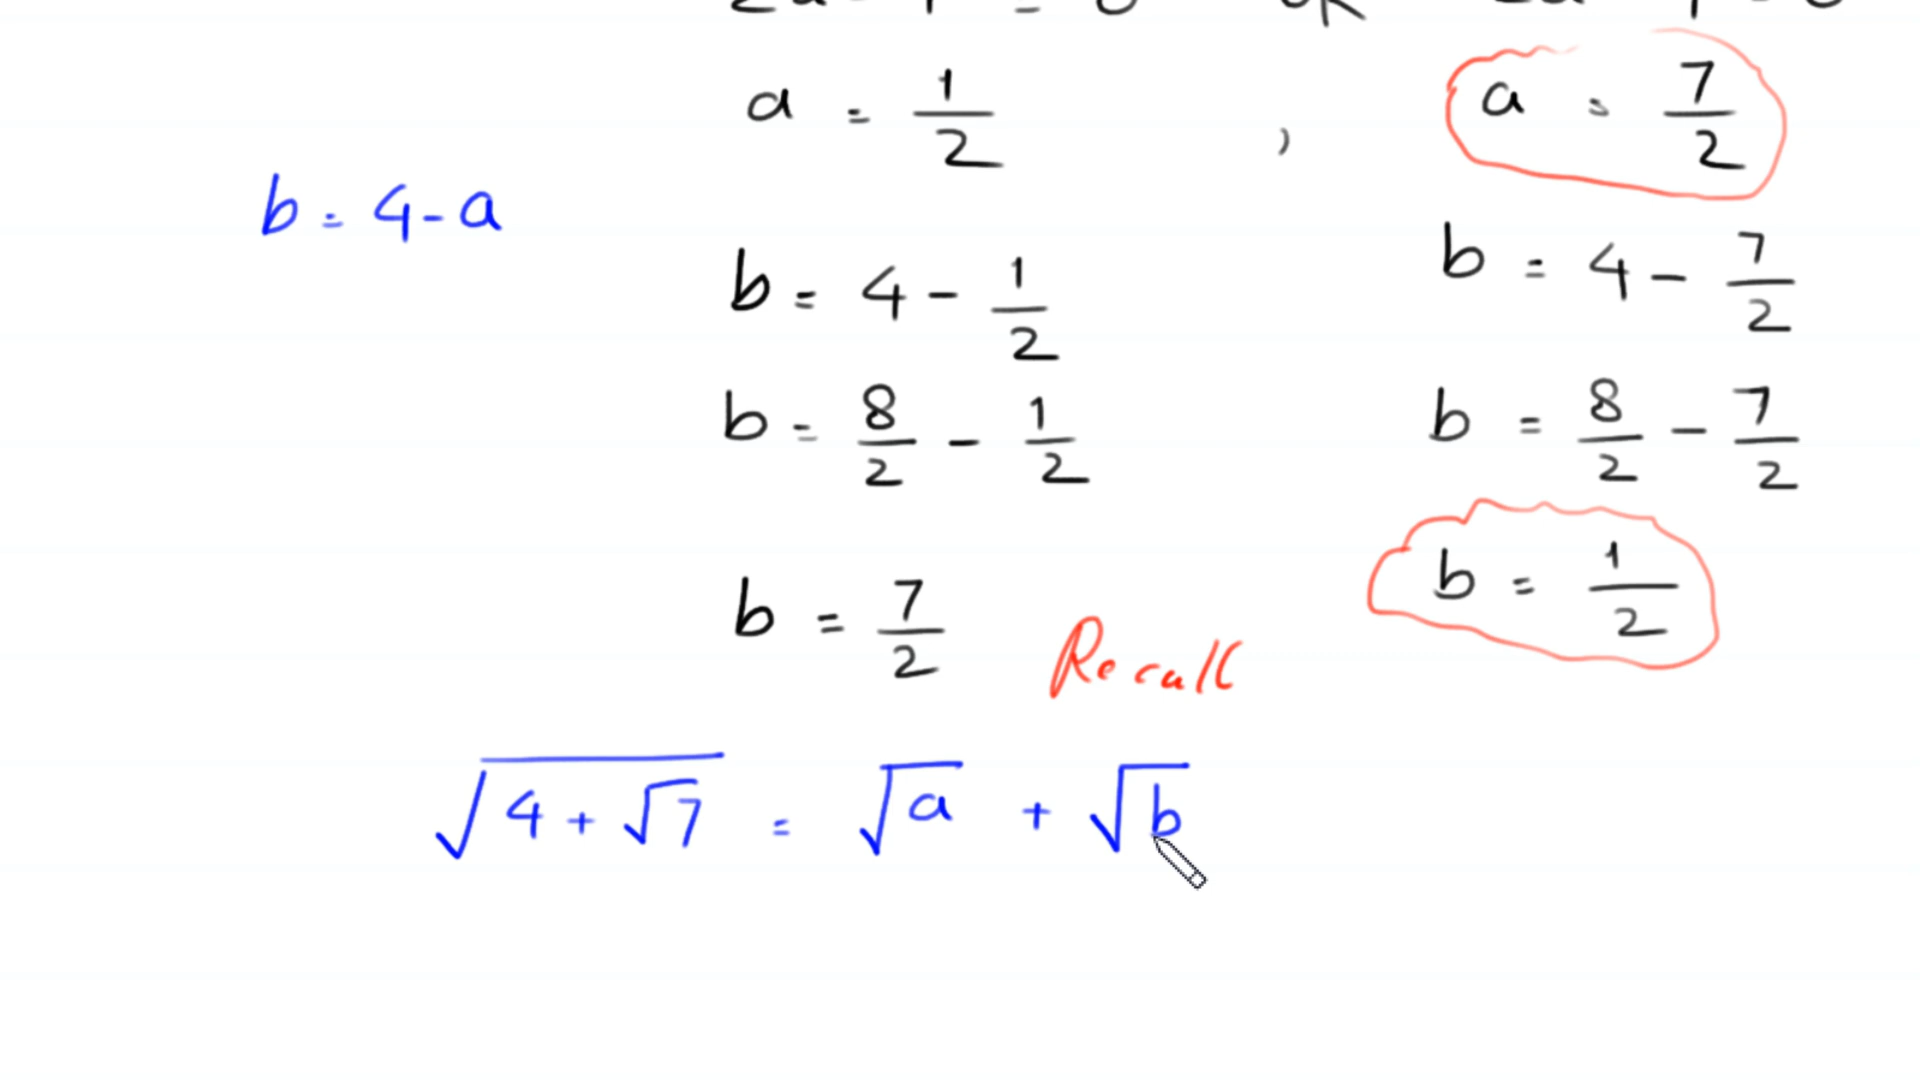 a = 1/2 , a = 7/2
b = 4 - a
b = 4 - 1/2 b = 4 - 7/2
b = 8/2 - 1/2 b = 8/2 - 7/2
b = 7/2 b = 1/2
Recall
√(4 + √7) = √a + √b